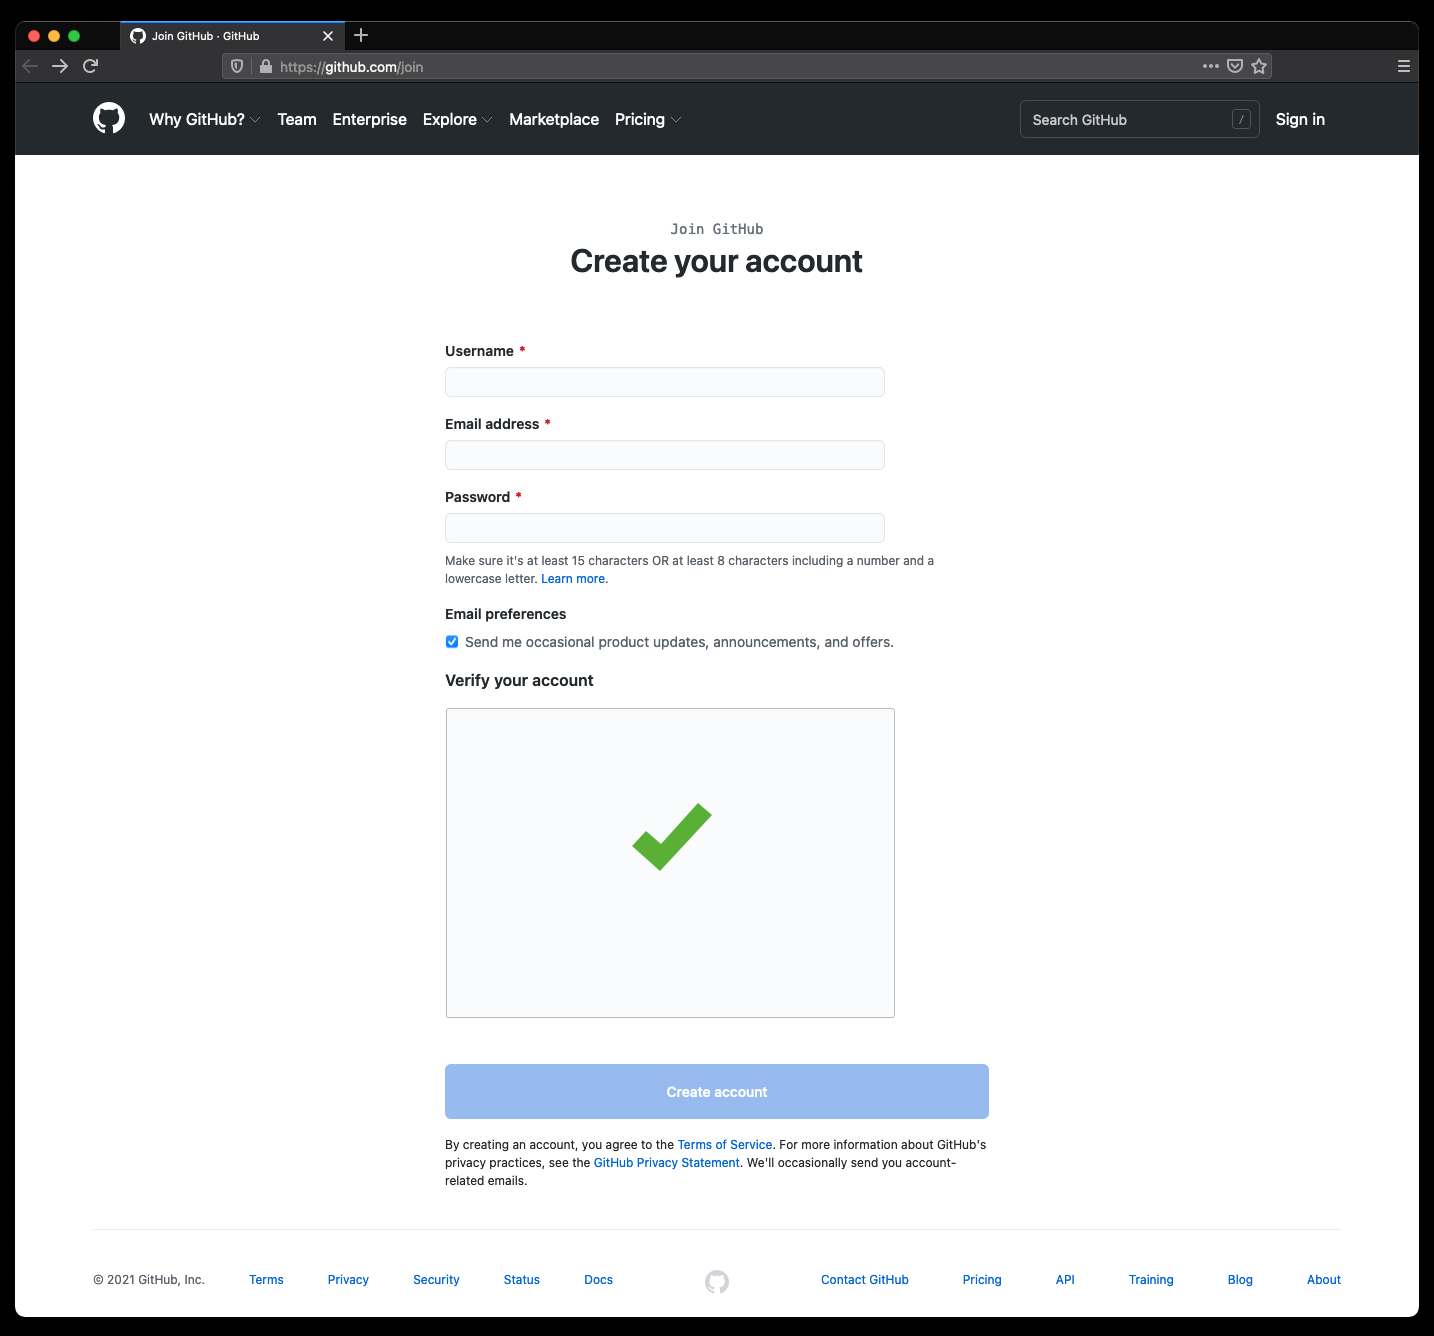 Join GitHub · GitHub
https://github.com/join
Why GitHub? Team Enterprise Explore Marketplace Pricing Search GitHub / Sign in
Join GitHub
Create your account
Username *
Email address *
Password *
Make sure it's at least 15 characters OR at least 8 characters including a number and a
lowercase letter. Learn more.
Email preferences
Send me occasional product updates, announcements, and offers.
Verify your account
Create account
By creating an account, you agree to the Terms of Service. For more information about GitHub's
privacy practices, see the GitHub Privacy Statement. We'll occasionally send you account-
related emails.
© 2021 GitHub, Inc. Terms Privacy Security Status Docs Contact GitHub Pricing API Training Blog About